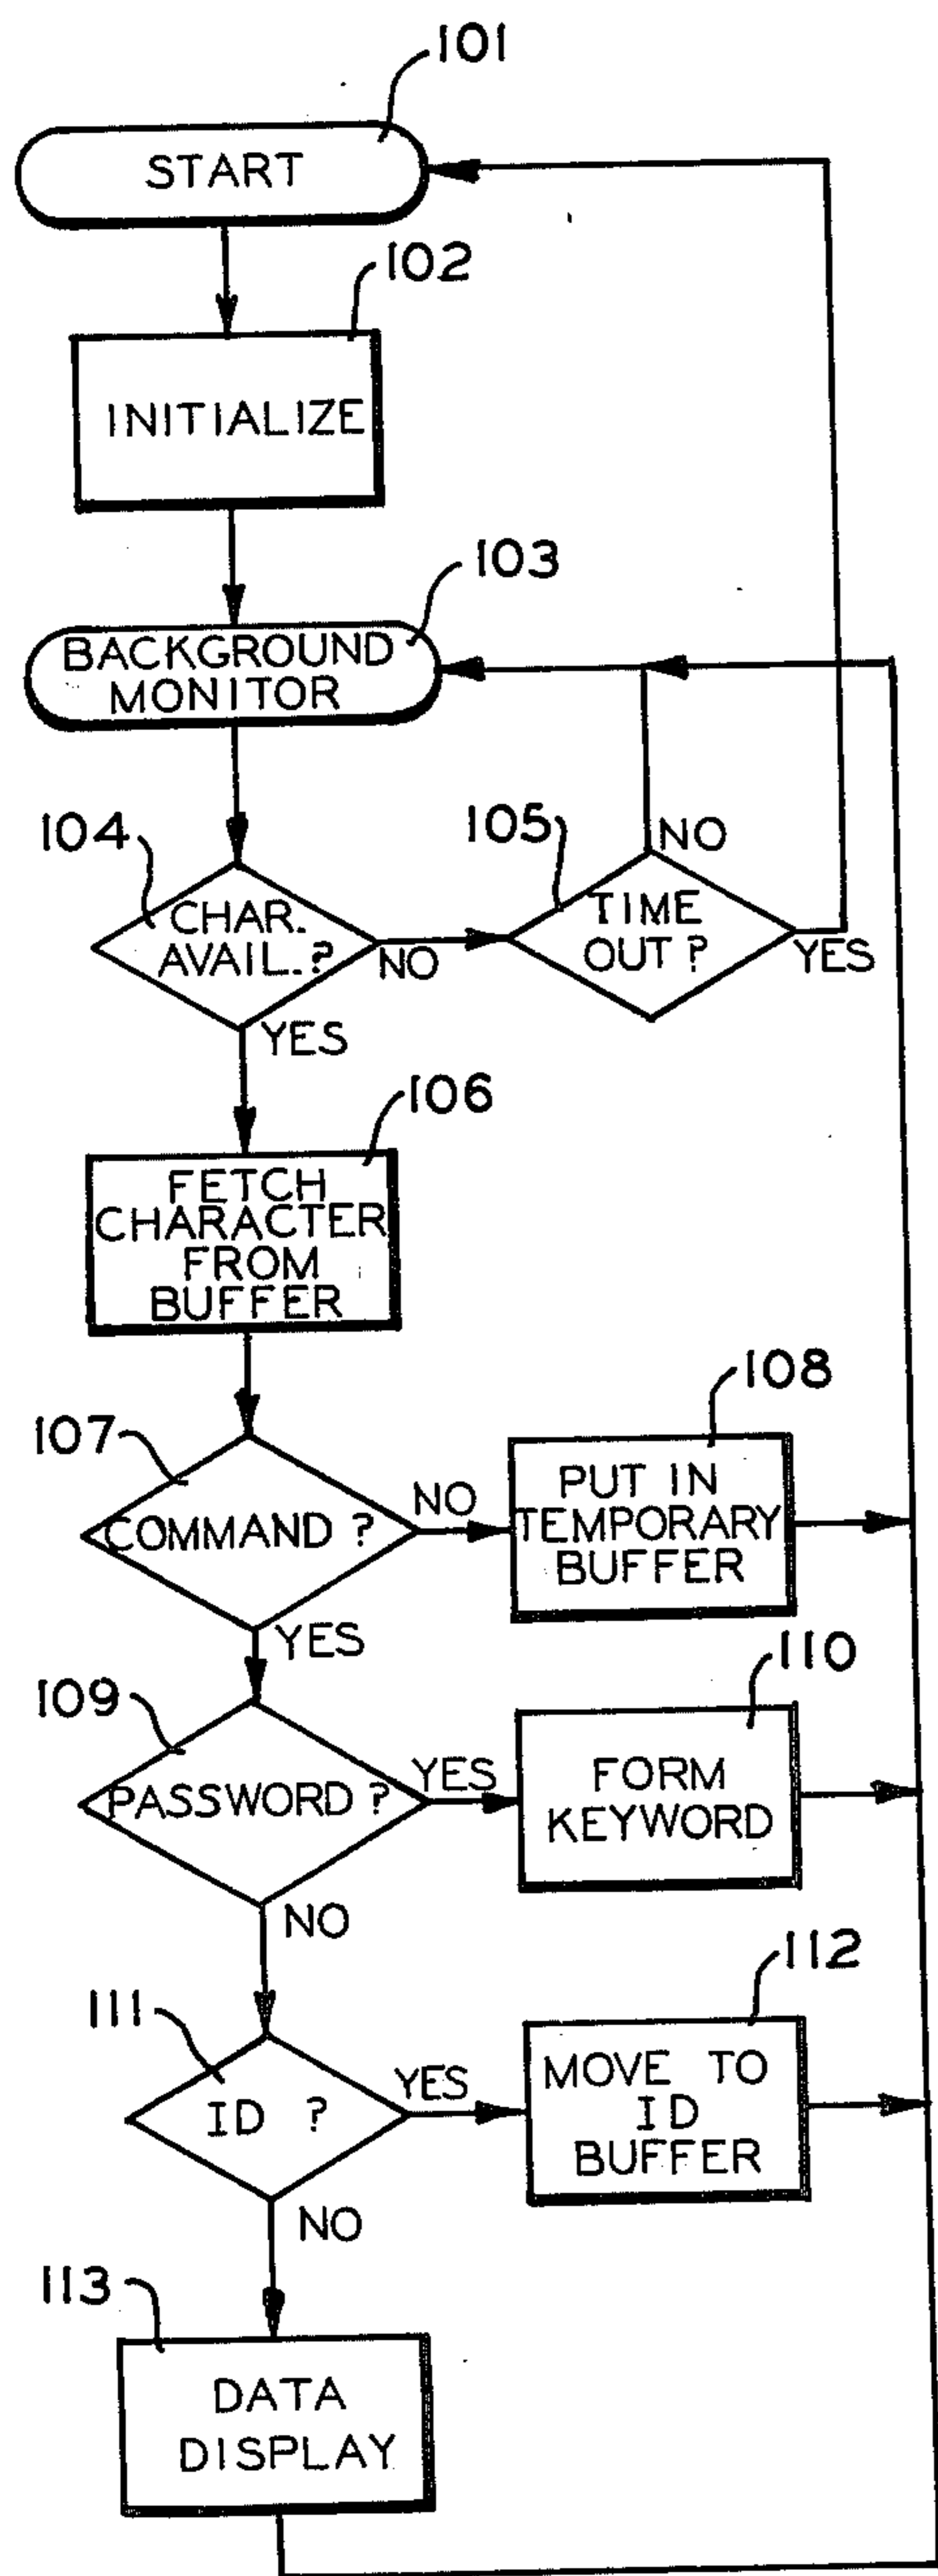 101
START
102
INITIALIZE
103
BACKGROUND
MONITOR
104
CHAR.
AVAIL.?
NO
YES
105
TIME
OUT ?
NO
YES
106
FETCH
CHARACTER
FROM
BUFFER
107
COMMAND ?
NO
YES
108
PUT IN
TEMPORARY
BUFFER
109
PASSWORD ?
YES
NO
110
FORM
KEYWORD
111
ID ?
YES
NO
112
MOVE TO
ID
BUFFER
113
DATA
DISPLAY